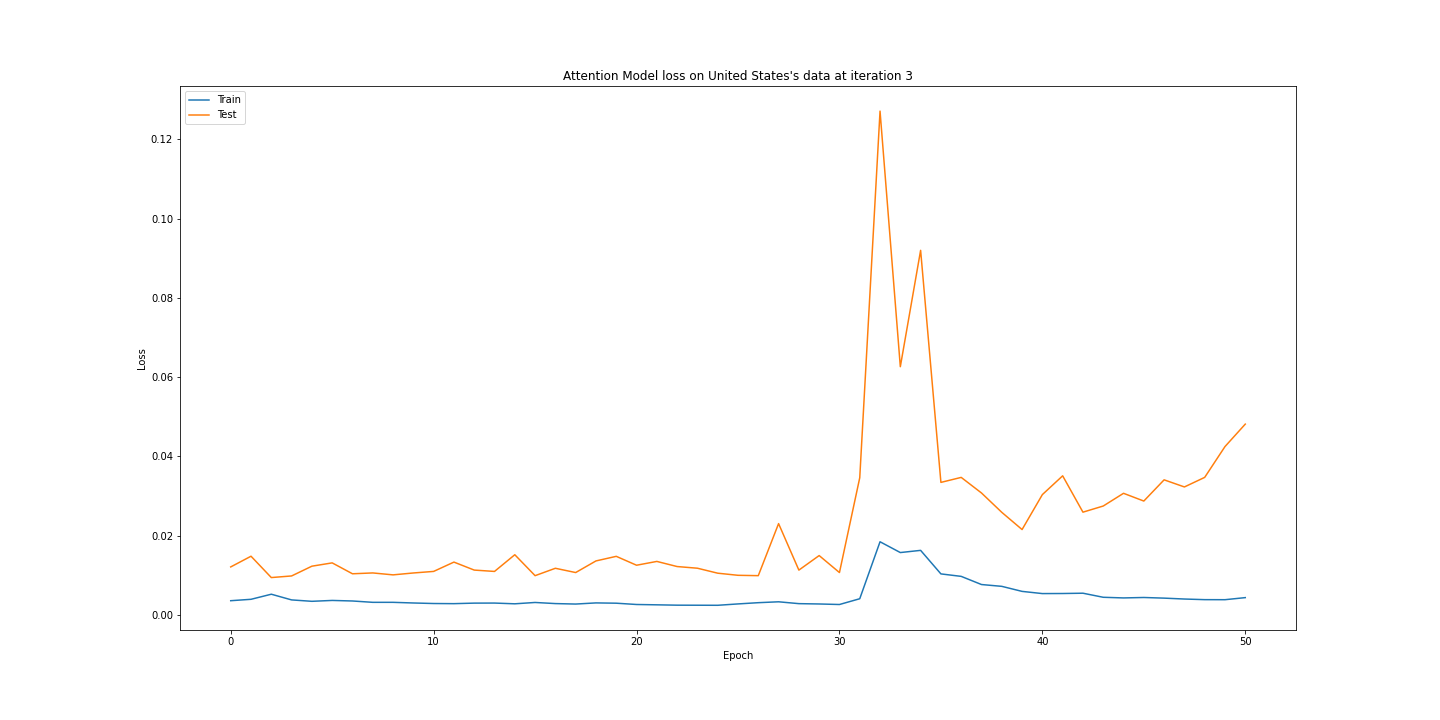 Attention Model loss on United States's data at iteration 3
Train
Test
0.12
0.10
0.08
0.06
0.04
0.02
0.00
Loss
0 10 20 30 40 50
Epoch